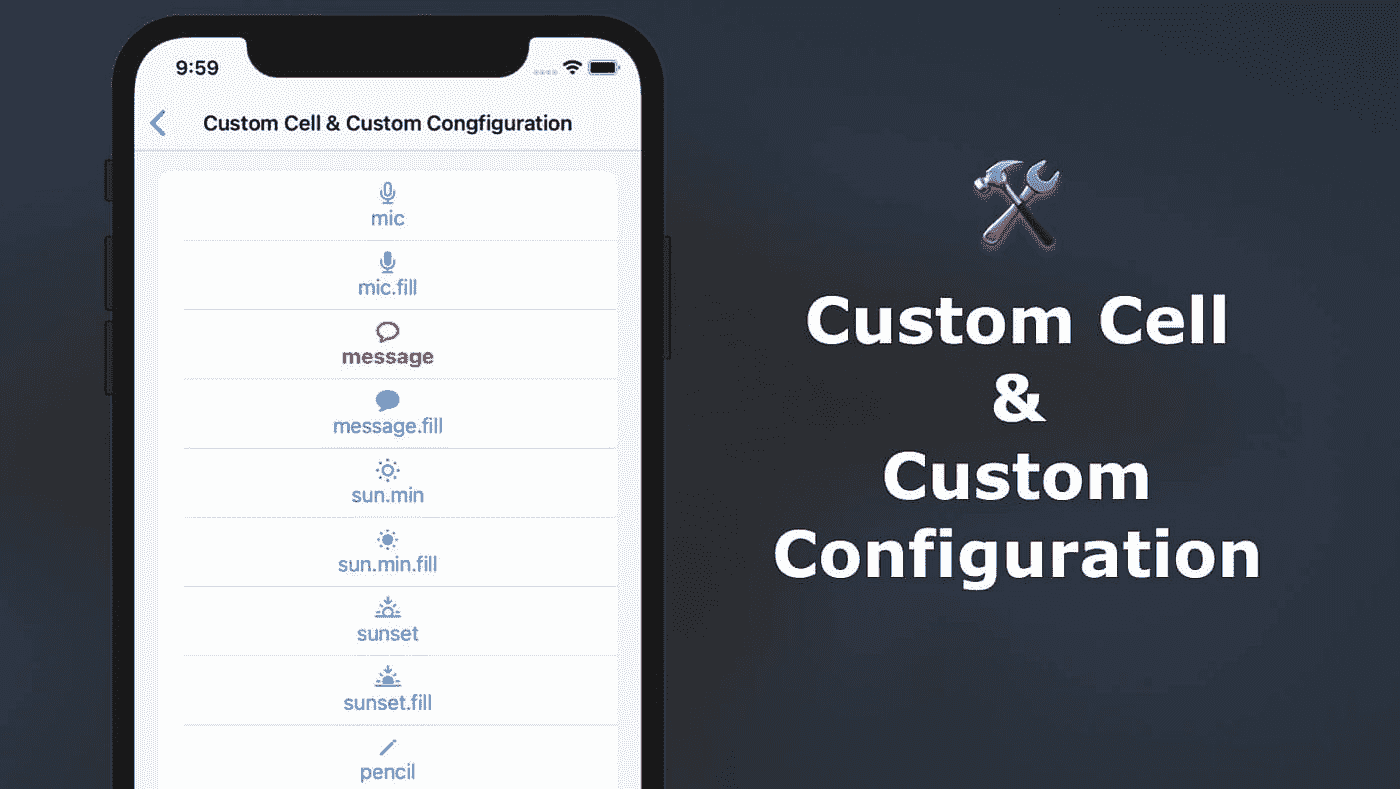 9:59
Custom Cell & Custom Congfiguration
mic
mic.fill
message
message.fill
sun.min
sun.min.fill
sunset
sunset.fill
pencil
Custom Cell
&
Custom
Configuration